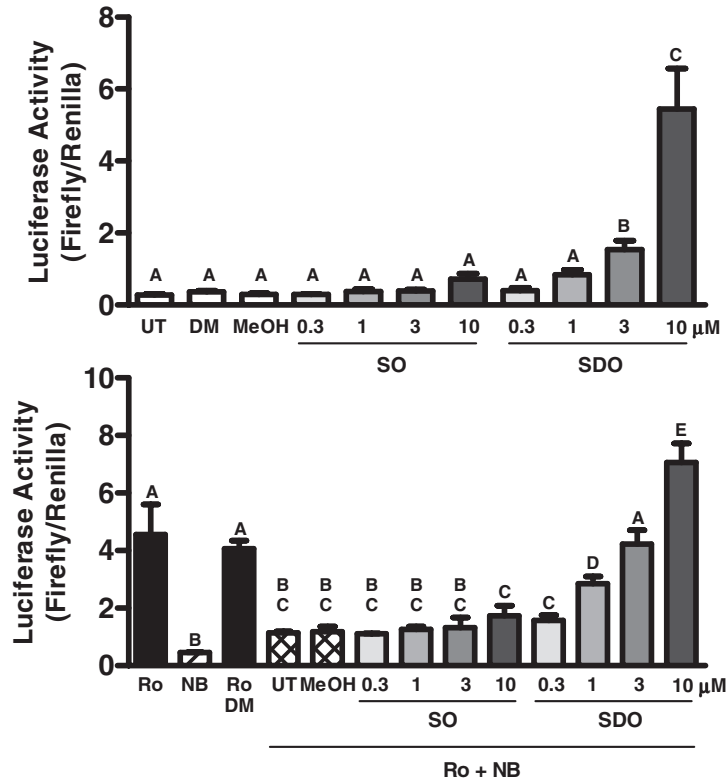 8
6
4
2
0
Luciferase Activity
(Firefly/Renilla)
A A A A A A A A A B C
UT DM MeOH 0.3 1 3 10 0.3 1 3 10 µM
SO SDO
10
8
6
4
2
0
Luciferase Activity
(Firefly/Renilla)
A B A B B B B B C C D A E
C C C C C
Ro NB Ro UT MeOH 0.3 1 3 10 0.3 1 3 10 µM
DM
SO SDO
Ro + NB